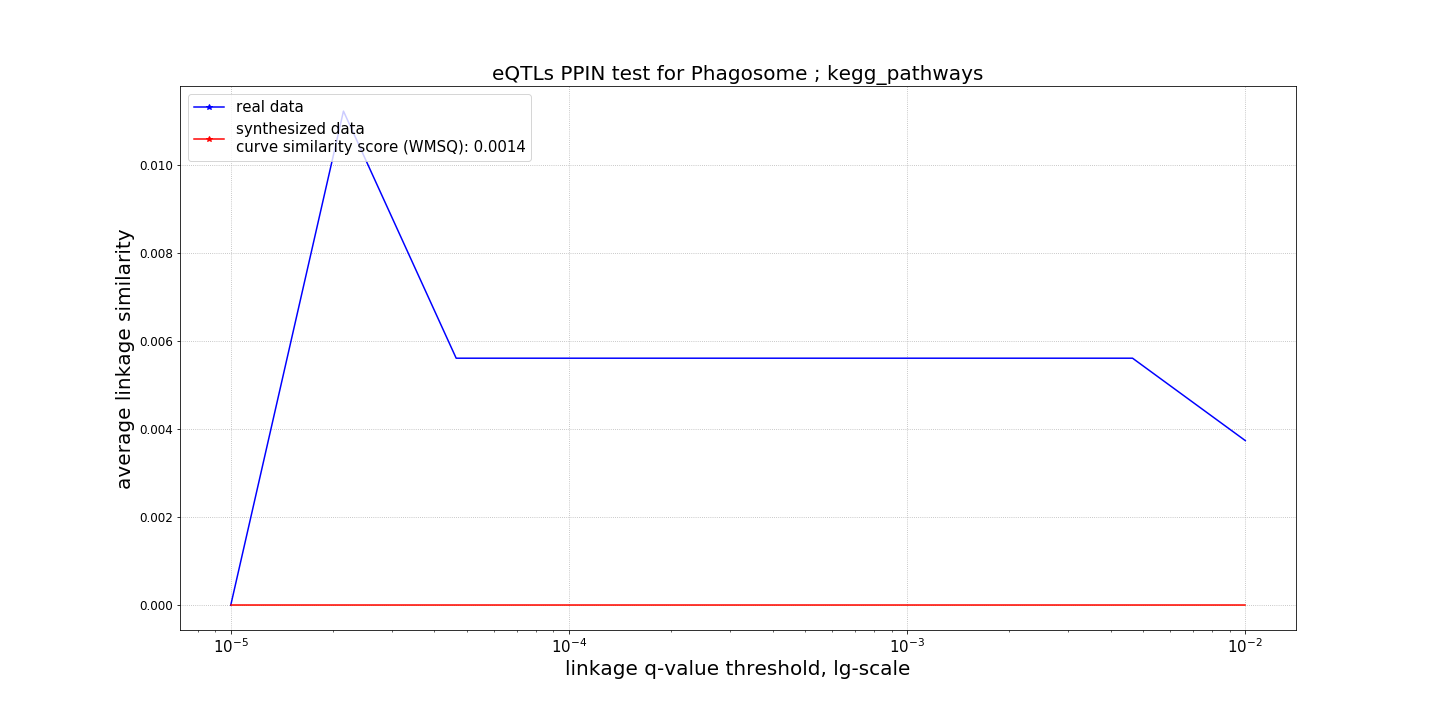 eQTLs PPIN test for Phagosome ; kegg_pathways
real data
synthesized data
curve similarity score (WMSQ): 0.0014
average linkage similarity
0.010
0.008
0.006
0.004
0.002
0.000
10⁻⁵
10⁻⁴
10⁻³
10⁻²
linkage q-value threshold, lg-scale